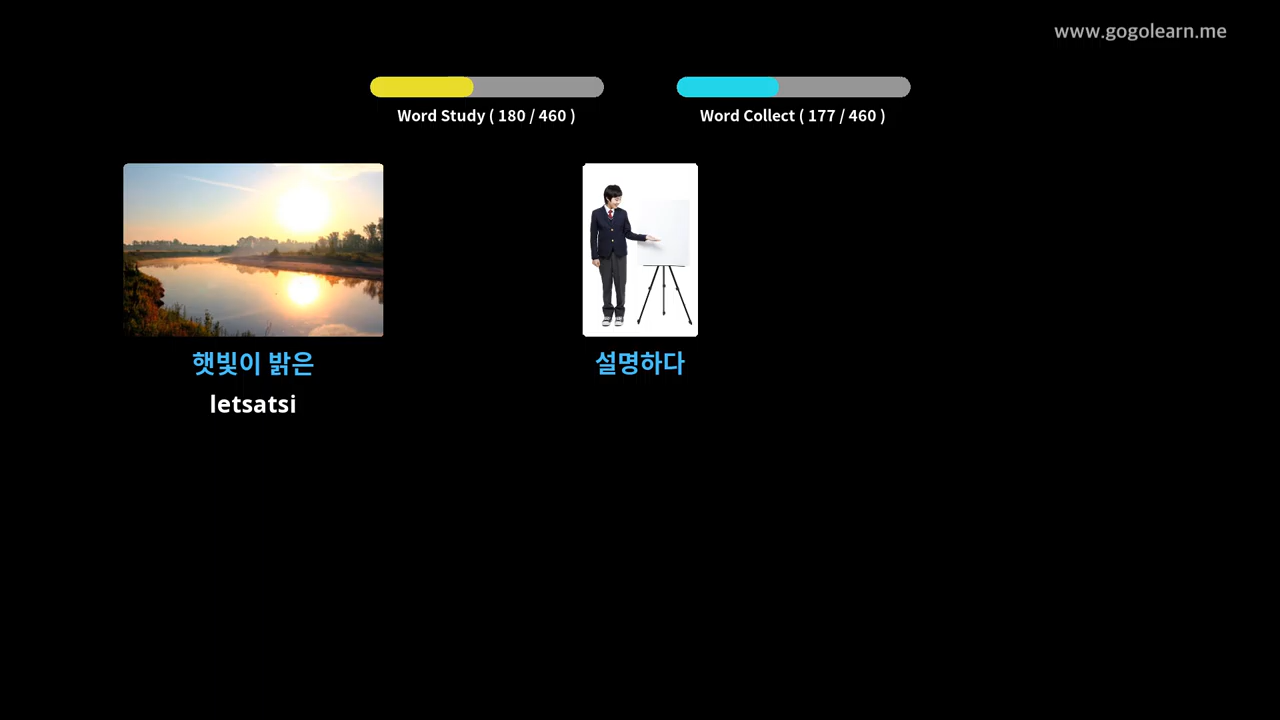 www.gogolearn.me
Word Study ( 180 / 460 )
Word Collect ( 177 / 460 )
햇빛이 밝은
letsatsi
설명하다